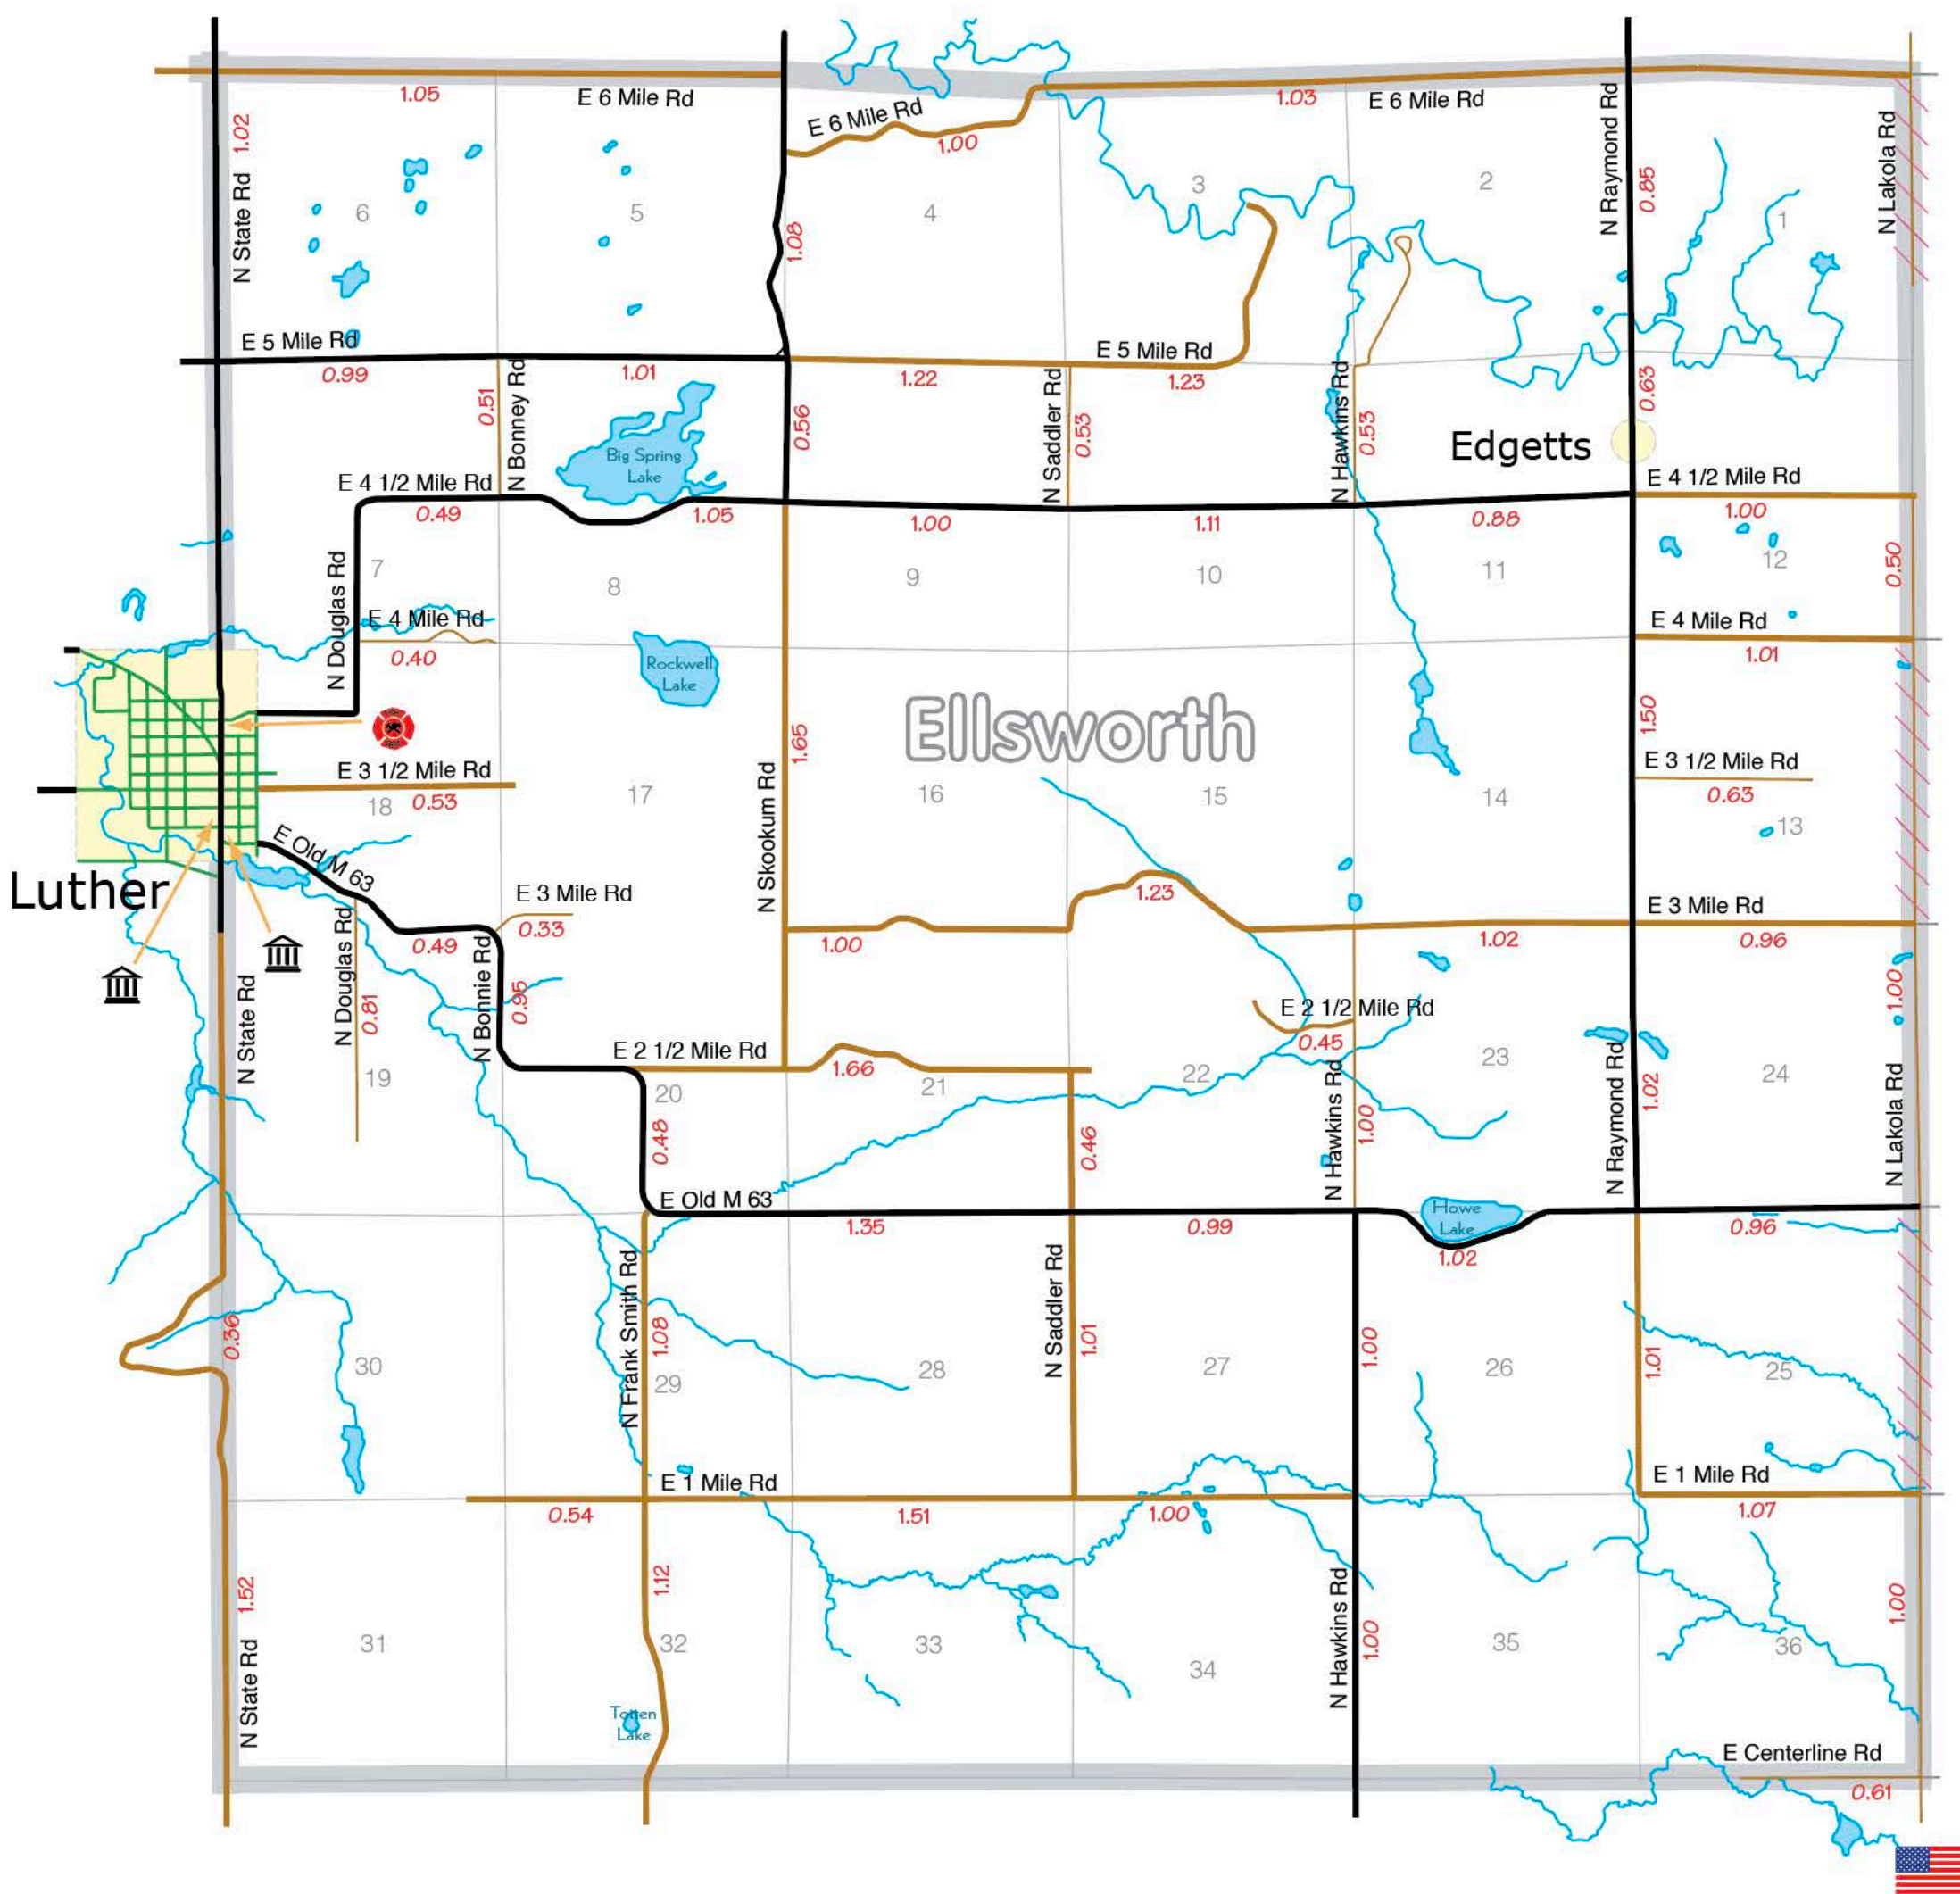 1.05
E 6 Mile Rd
E 6 Mile Rd
1.00
1.03
E 6 Mile Rd
1.02
N State Rd
N Raymond Rd
0.85
N Lakola Rd
6
5
4
3
2
1
1.08
E 5 Mile Rd
0.99
1.01
1.22
E 5 Mile Rd
1.23
0.51
N Bonney Rd
0.56
N Saddler Rd
0.53
N Hawkins Rd
0.53
0.63
Big Spring
Lake
Edgetts
E 4 1/2 Mile Rd
0.49
1.05
1.00
1.11
0.88
E 4 1/2 Mile Rd
1.00
N Douglas Rd
7
8
9
10
11
12
0.50
E 4 Mile Rd
0.40
E 4 Mile Rd
1.01
Rockwell
Lake
Ellsworth
1.65
1.50
E 3 1/2 Mile Rd
0.53
E 3 1/2 Mile Rd
0.63
18
17
16
15
14
13
N Skookum Rd
Luther
E Old M 63
0.49
E 3 Mile Rd
0.33
1.00
1.23
1.02
E 3 Mile Rd
0.96
N State Rd
N Douglas Rd
0.81
N Bonnie Rd
0.95
E 2 1/2 Mile Rd
1.66
E 2 1/2 Mile Rd
0.45
1.00
19
20
21
22
23
24
0.48
0.46
N Hawkins Rd
1.00
N Raymond Rd
1.02
N Lakola Rd
E Old M 63
1.35
0.99
Howe
Lake
1.02
0.96
0.36
N Frank Smith Rd
1.08
N Saddler Rd
1.01
1.00
1.01
30
29
28
27
26
25
E 1 Mile Rd
0.54
1.51
1.00
E 1 Mile Rd
1.07
1.52
N State Rd
1.12
N Hawkins Rd
1.00
1.00
31
32
33
34
35
36
Totten
Lake
E Centerline Rd
0.61